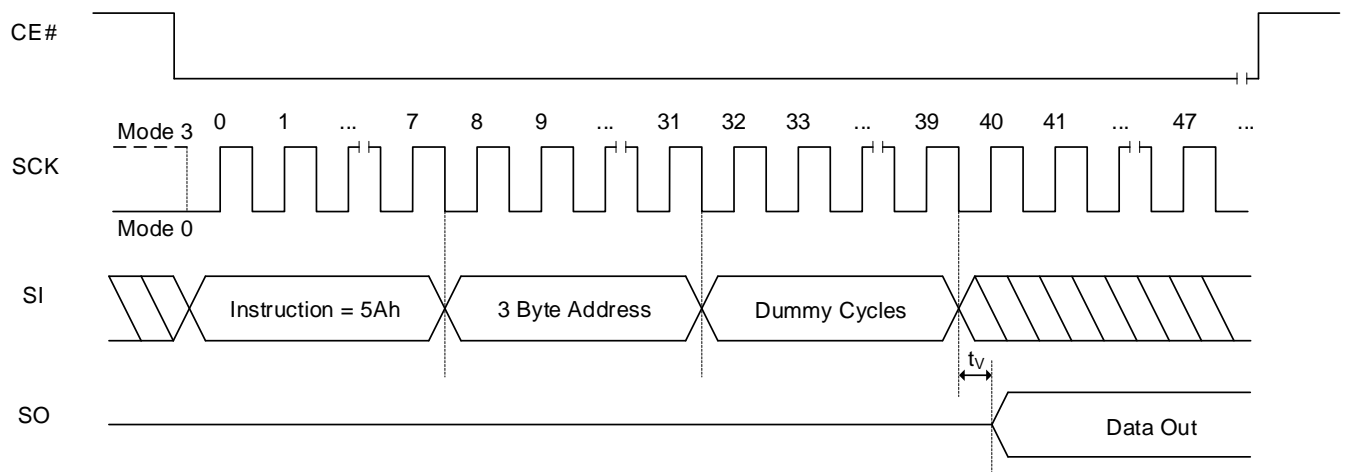 CE#
Mode 3 0 1 ... 7 8 9 ... 31 32 33 ... 39 40 41 ... 47 ...
SCK
Mode 0
SI Instruction = 5Ah 3 Byte Address Dummy Cycles
tV
SO Data Out